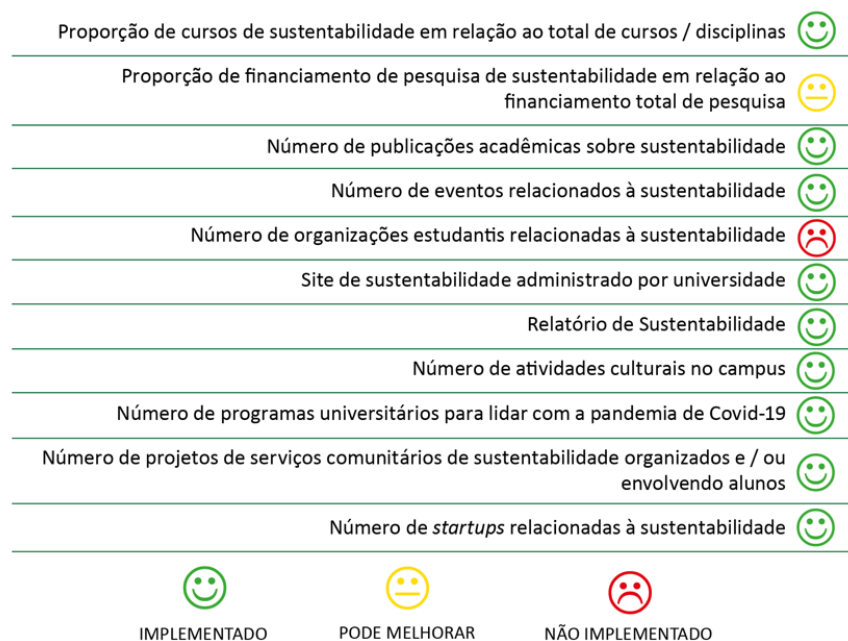 Proporção de cursos de sustentabilidade em relação ao total de cursos / disciplinas
Proporção de financiamento de pesquisa de sustentabilidade em relação ao
financiamento total de pesquisa
Número de publicações acadêmicas sobre sustentabilidade
Número de eventos relacionados à sustentabilidade
Número de organizações estudantis relacionadas à sustentabilidade
Site de sustentabilidade administrado por universidade
Relatório de Sustentabilidade
Número de atividades culturais no campus
Número de programas universitários para lidar com a pandemia de Covid-19
Número de projetos de serviços comunitários de sustentabilidade organizados e / ou
envolvendo alunos
Número de startups relacionadas à sustentabilidade
IMPLEMENTADO
PODE MELHORAR
NÃO IMPLEMENTADO